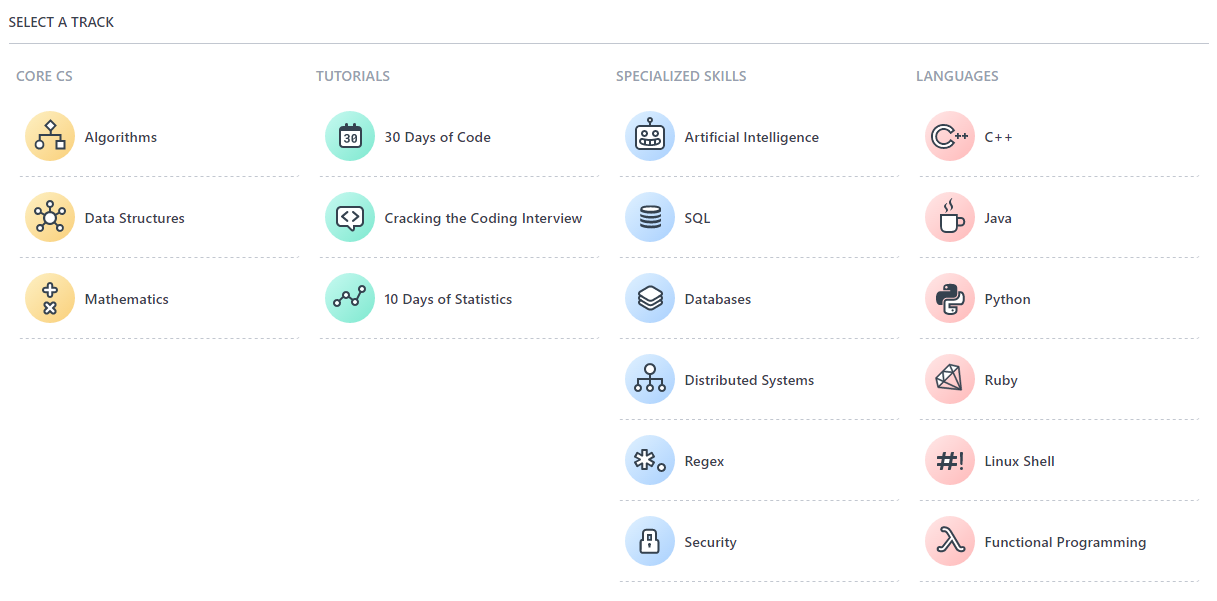 SELECT A TRACK
CORE CS
Algorithms
Data Structures
Mathematics
TUTORIALS
30
30 Days of Code
Cracking the Coding Interview
10 Days of Statistics
SPECIALIZED SKILLS
Artificial Intelligence
SQL
Databases
Distributed Systems
Regex
Security
LANGUAGES
C++
C++
Java
Python
Ruby
#!
Linux Shell
λ
Functional Programming